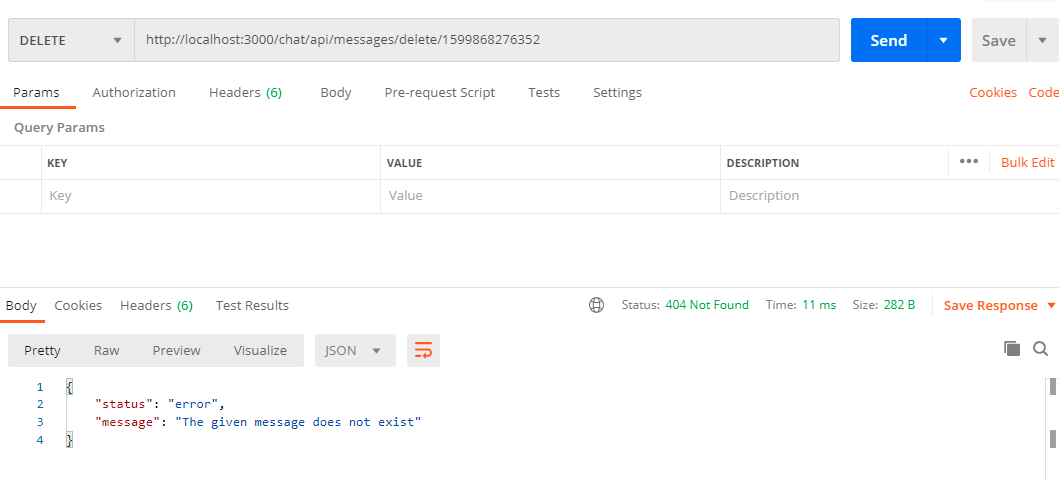 DELETE http://localhost:3000/chat/api/messages/delete/1599868276352 Send Save
Params Authorization Headers (6) Body Pre-request Script Tests Settings Cookies Code
Query Params
KEY VALUE DESCRIPTION ••• Bulk Edit
Key Value Description
Body Cookies Headers (6) Test Results Status: 404 Not Found Time: 11 ms Size: 282 B Save Response
Pretty Raw Preview Visualize JSON
1 {
2 "status": "error",
3 "message": "The given message does not exist"
4 }